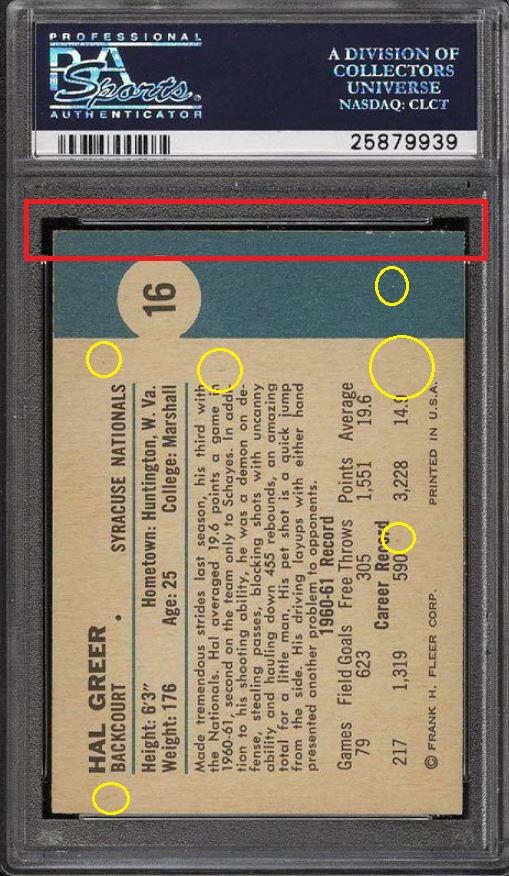 PROFESSIONAL
PSA
Sports
AUTHENTICATOR
A DIVISION OF
COLLECTORS
UNIVERSE
NASDAQ: CLCT
25879939
16
HAL GREER
BACKCOURT • SYRACUSE NATIONALS
Height: 6'3" Hometown: Huntington, W. Va.
Weight: 176 Age: 25 College: Marshall
Made tremendous strides last season, his third with
the Nationals. Hal averaged 19.6 points a game in
1960-61, second on the team only to Schayes. In addi-
tion to his shooting ability, he was a demon on de-
fense, stealing passes, blocking shots with uncanny
ability and hauling down 455 rebounds, an amazing
total for a little man. His pet shot is a quick jump
from the side. His driving layups with either hand
presented another problem to opponents.
1960-61 Record
Games Field Goals Free Throws Points Average
79 623 305 1,551 19.6
Career Record
217 1,319 590 3,228 14.9
© FRANK H. FLEER CORP. PRINTED IN U.S.A.